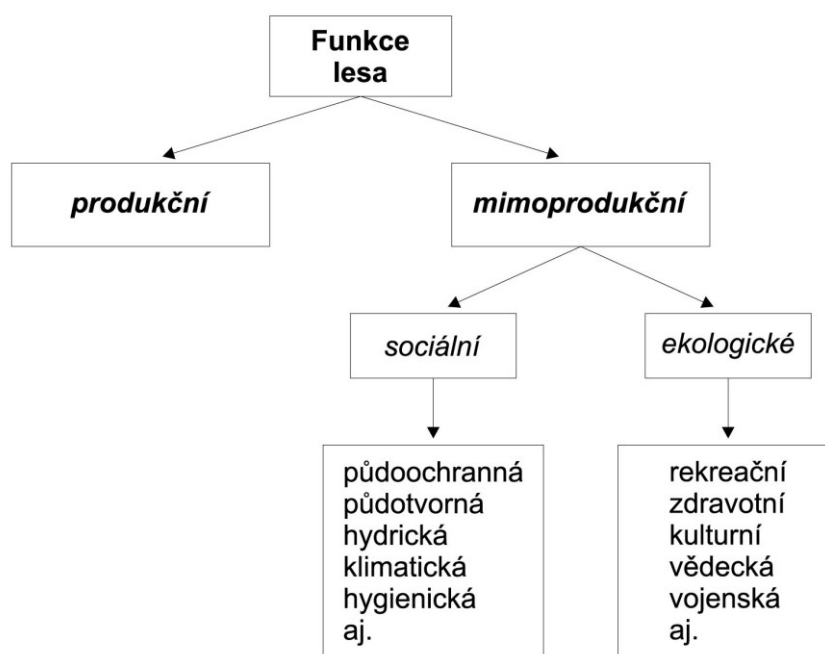 Funkce
lesa
produkční
mimoprodukční
sociální
ekologické
půdoochranná
půdotvorná
hydrická
klimatická
hygienická
aj.
rekreační
zdravotní
kulturní
vědecká
vojenská
aj.